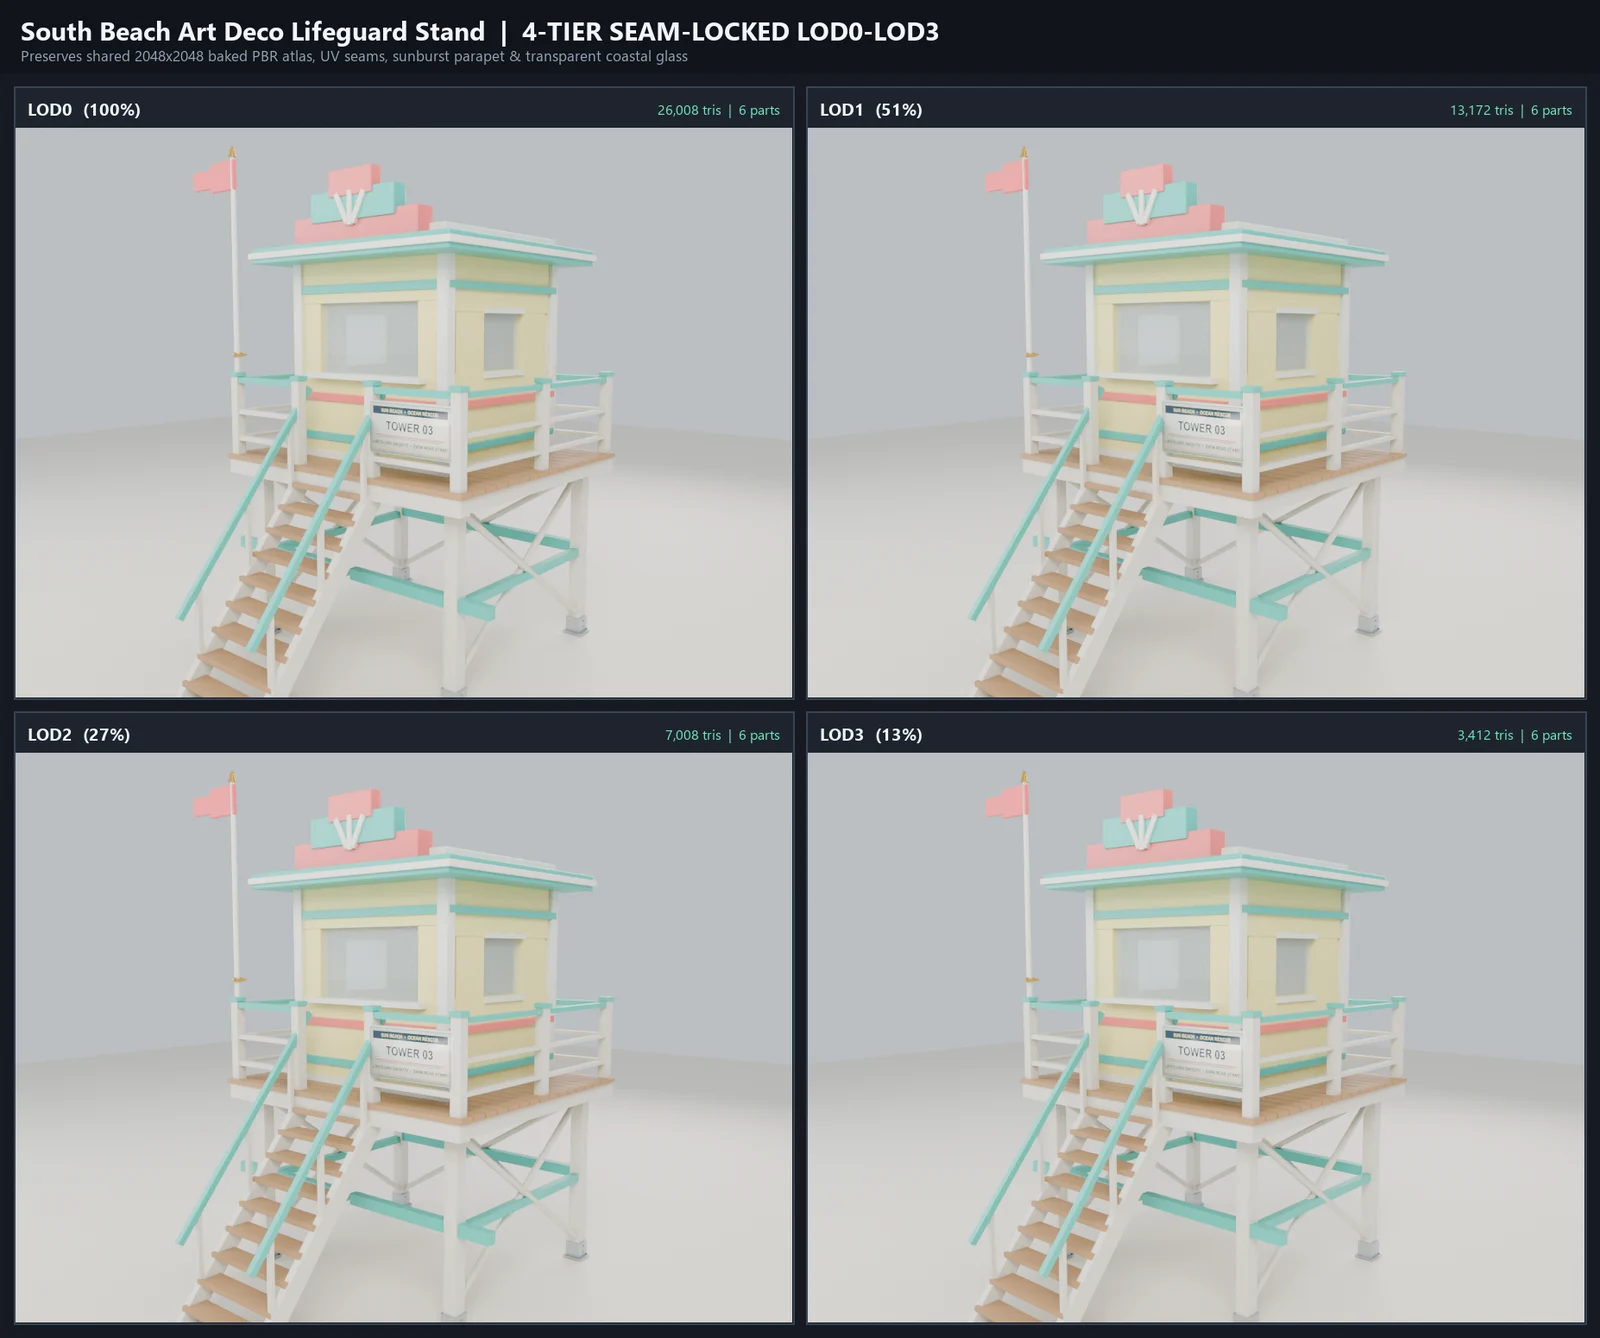 South Beach Art Deco Lifeguard Stand | 4-TIER SEAM-LOCKED LOD0-LOD3
Preserves shared 2048x2048 baked PBR atlas, UV seams, sunburst parapet & transparent coastal glass
LOD0 (100%)
26,008 tris | 6 parts
TOWER 03
LOD1 (51%)
13,172 tris | 6 parts
TOWER 03
LOD2 (27%)
7,008 tris | 6 parts
TOWER 03
LOD3 (13%)
3,412 tris | 6 parts
TOWER 03